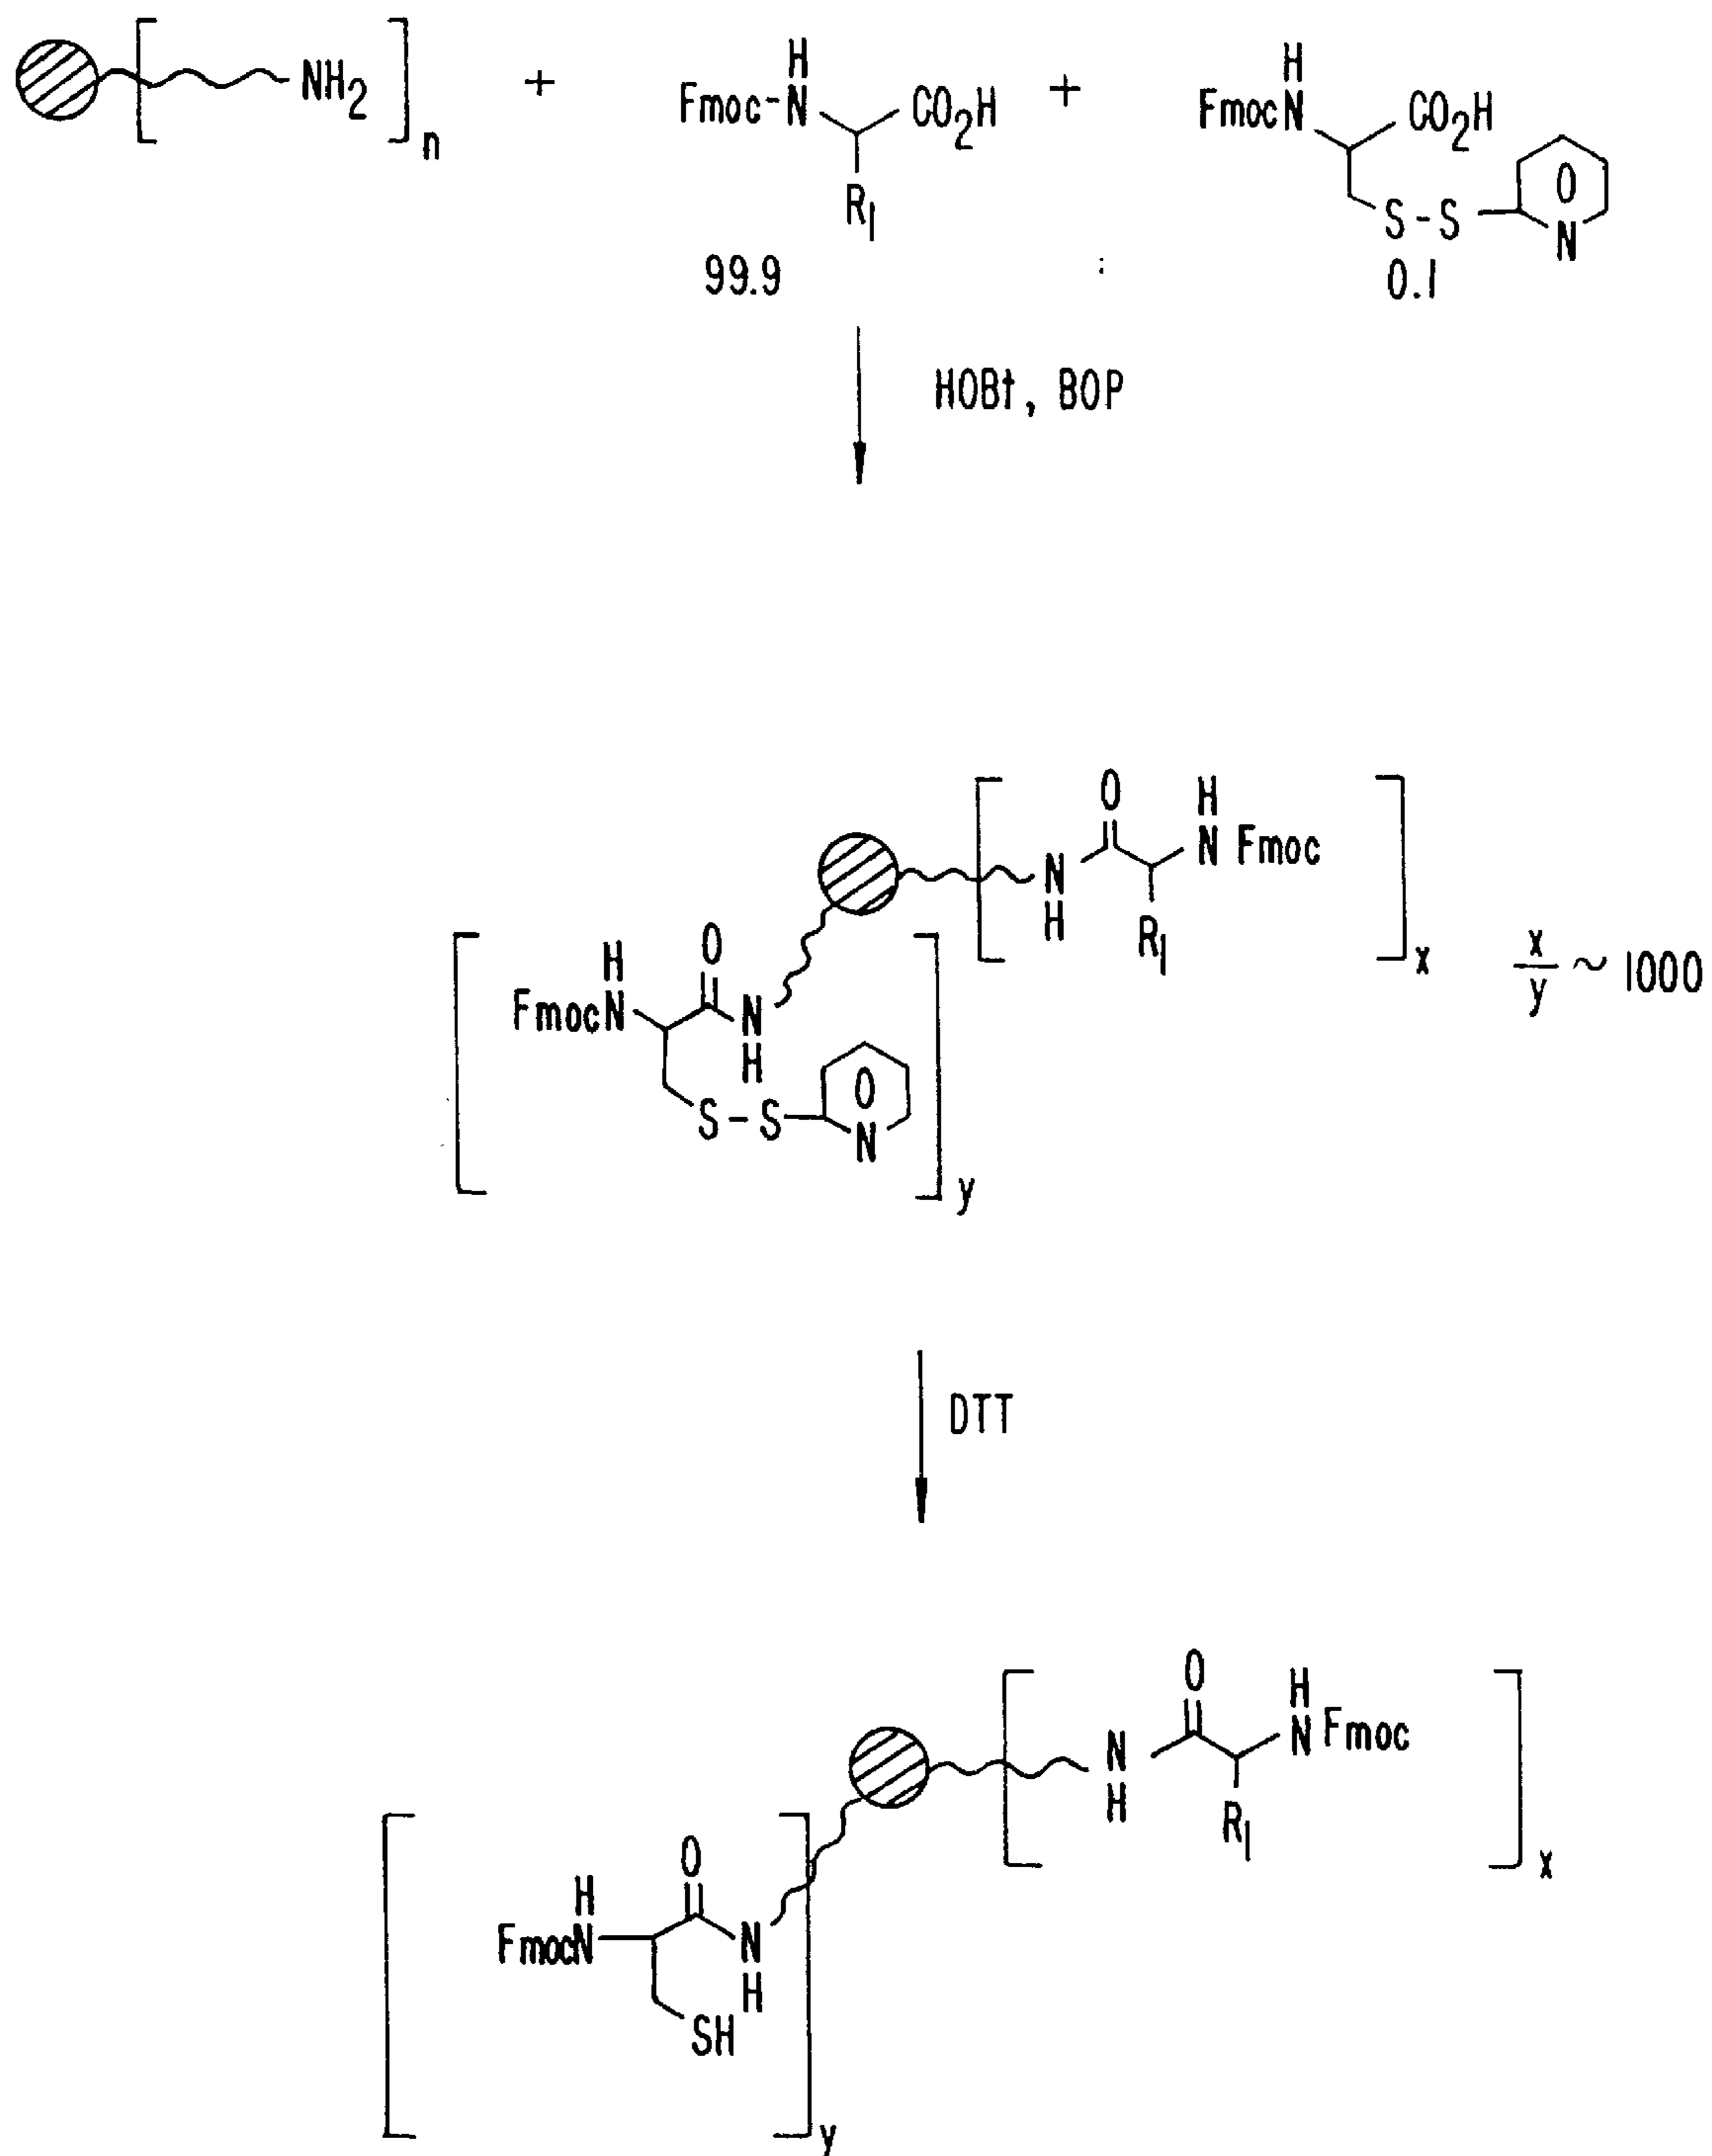 NH2 ]n + Fmoc-N H CO2H R1 + FmocN H CO2H S-S O N
99.9 : 0.1
HOBt, BOP
O H
N H N Fmoc
R1 x
x/y ~ 1000
H O
FmocN N H
S-S O N
y
DTT
O H
N H N Fmoc
R1 x
H O
FmocN N H
SH
y